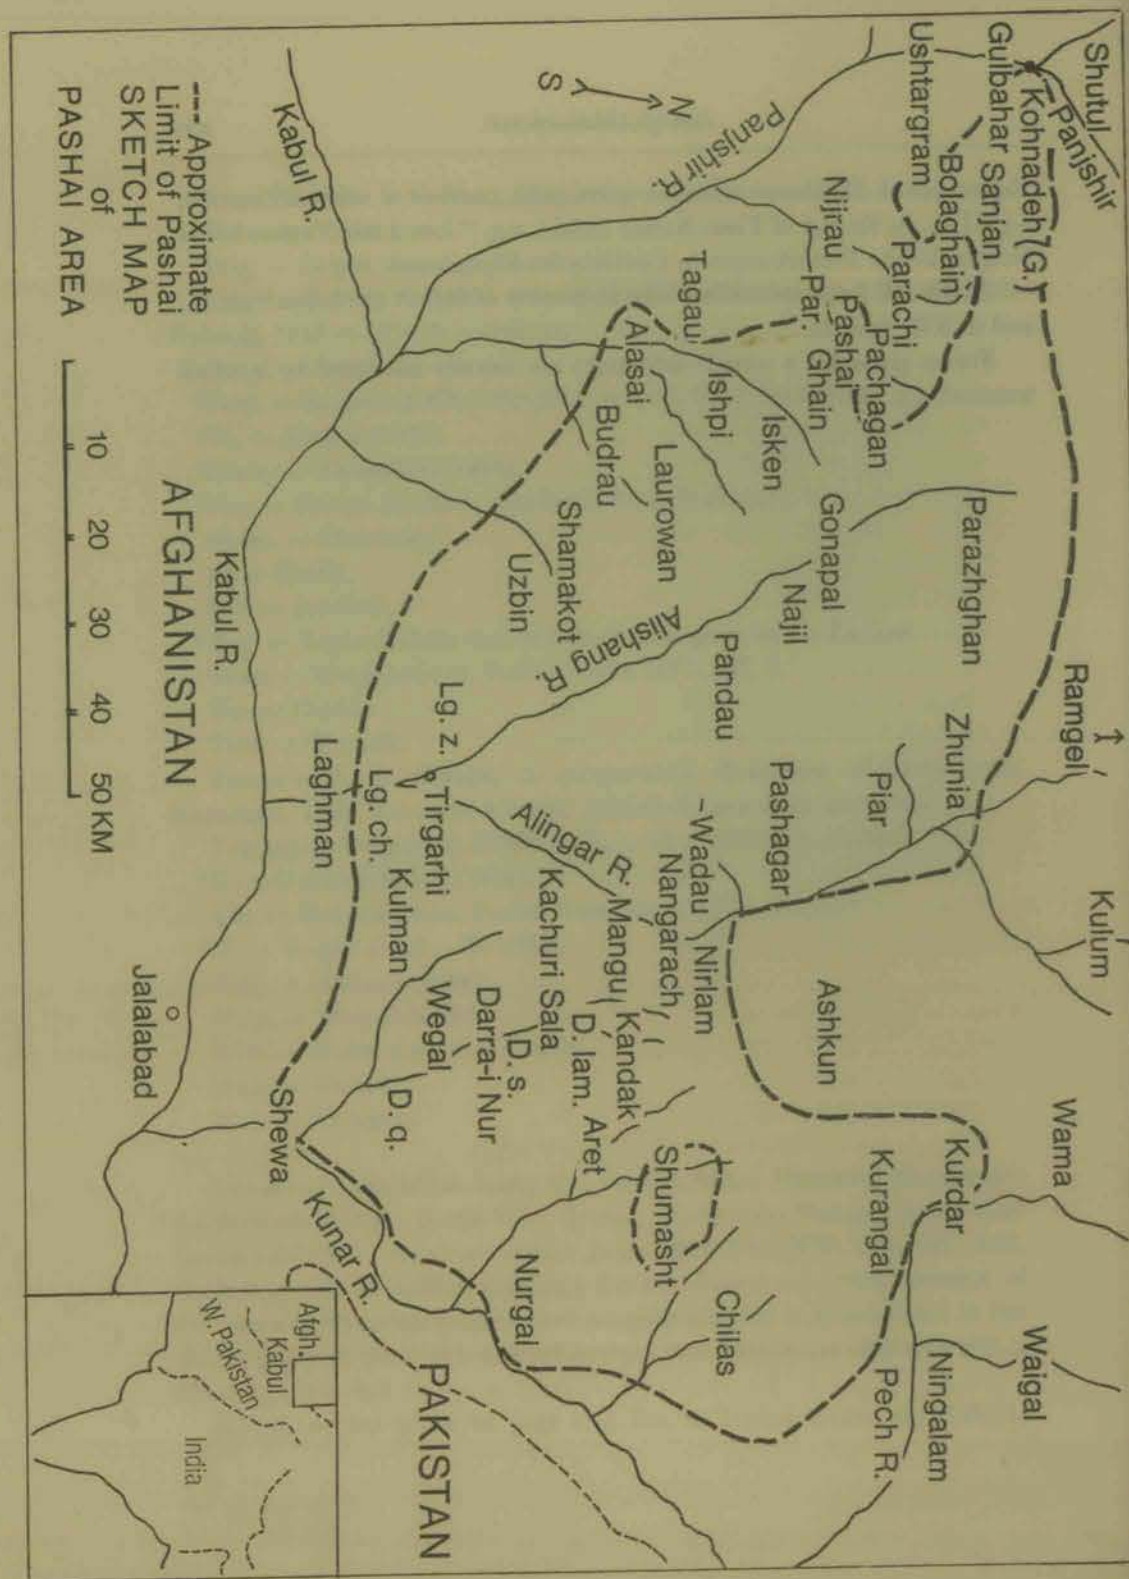 Shutul
Panjshir
Kohnadeh (G.)
Gulbahar Sanjan
Ushtargram
Bolaghain
Panjshir R.
N
S
Nijrau
Parachi
Par.
Pashai
Pachagan
Ghain
Tagau
Ishpi
Isken
Alasai
Budrau
Laurowan
Shamakot
Uzbin
Gonapal
Najil
Parazghan
Ramgel
Kulum
Zhunia
Piar
Pandau
Pashagar
Alishang R.
Lg. z.
Tirgarhi
Lg. ch.
Alingar R.
Wadau
Nangarach
Nirlam
Mangu
Kachuri Sala
Kulman
Laghman
Ashkun
Wama
Kurdar
Kurangal
Waigal
Ningalam
Pech R.
Kandak
D. lam.
Aret
Shumasht
Chilas
D. s.
Darra-i Nur
Wegal
D. q.
Shewa
Nurgal
Kunar R.
Jalalabad
Kabul R.
Kabul R.
AFGHANISTAN
PAKISTAN
--- Approximate
Limit of Pashai
SKETCH MAP
of
PASHAI AREA
10 20 30 40 50 KM
Afgh.
Kabul
W. Pakistan
India